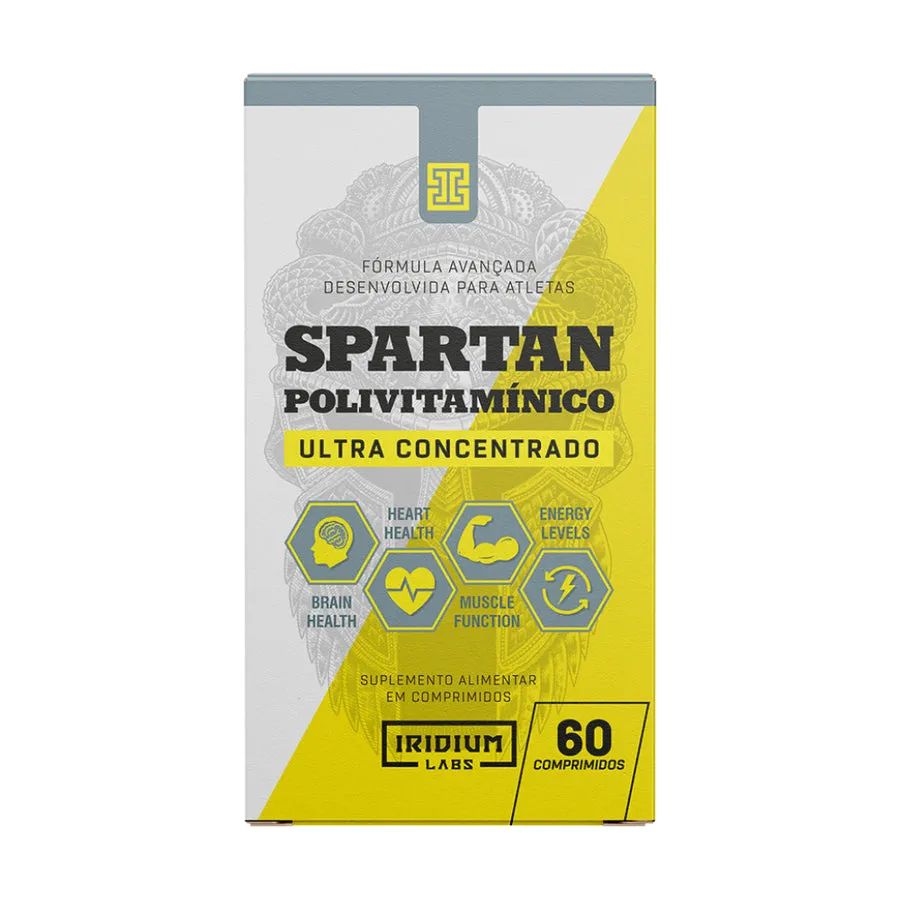 FÓRMULA AVANÇADA
DESENVOLVIDA PARA ATLETAS
SPARTAN
POLIVITAMÍNICO
ULTRA CONCENTRADO
BRAIN
HEALTH
HEART
HEALTH
MUSCLE
FUNCTION
ENERGY
LEVELS
SUPLEMENTO ALIMENTAR
EM COMPRIMIDOS
IRIDIUM
LABS
60
COMPRIMIDOS